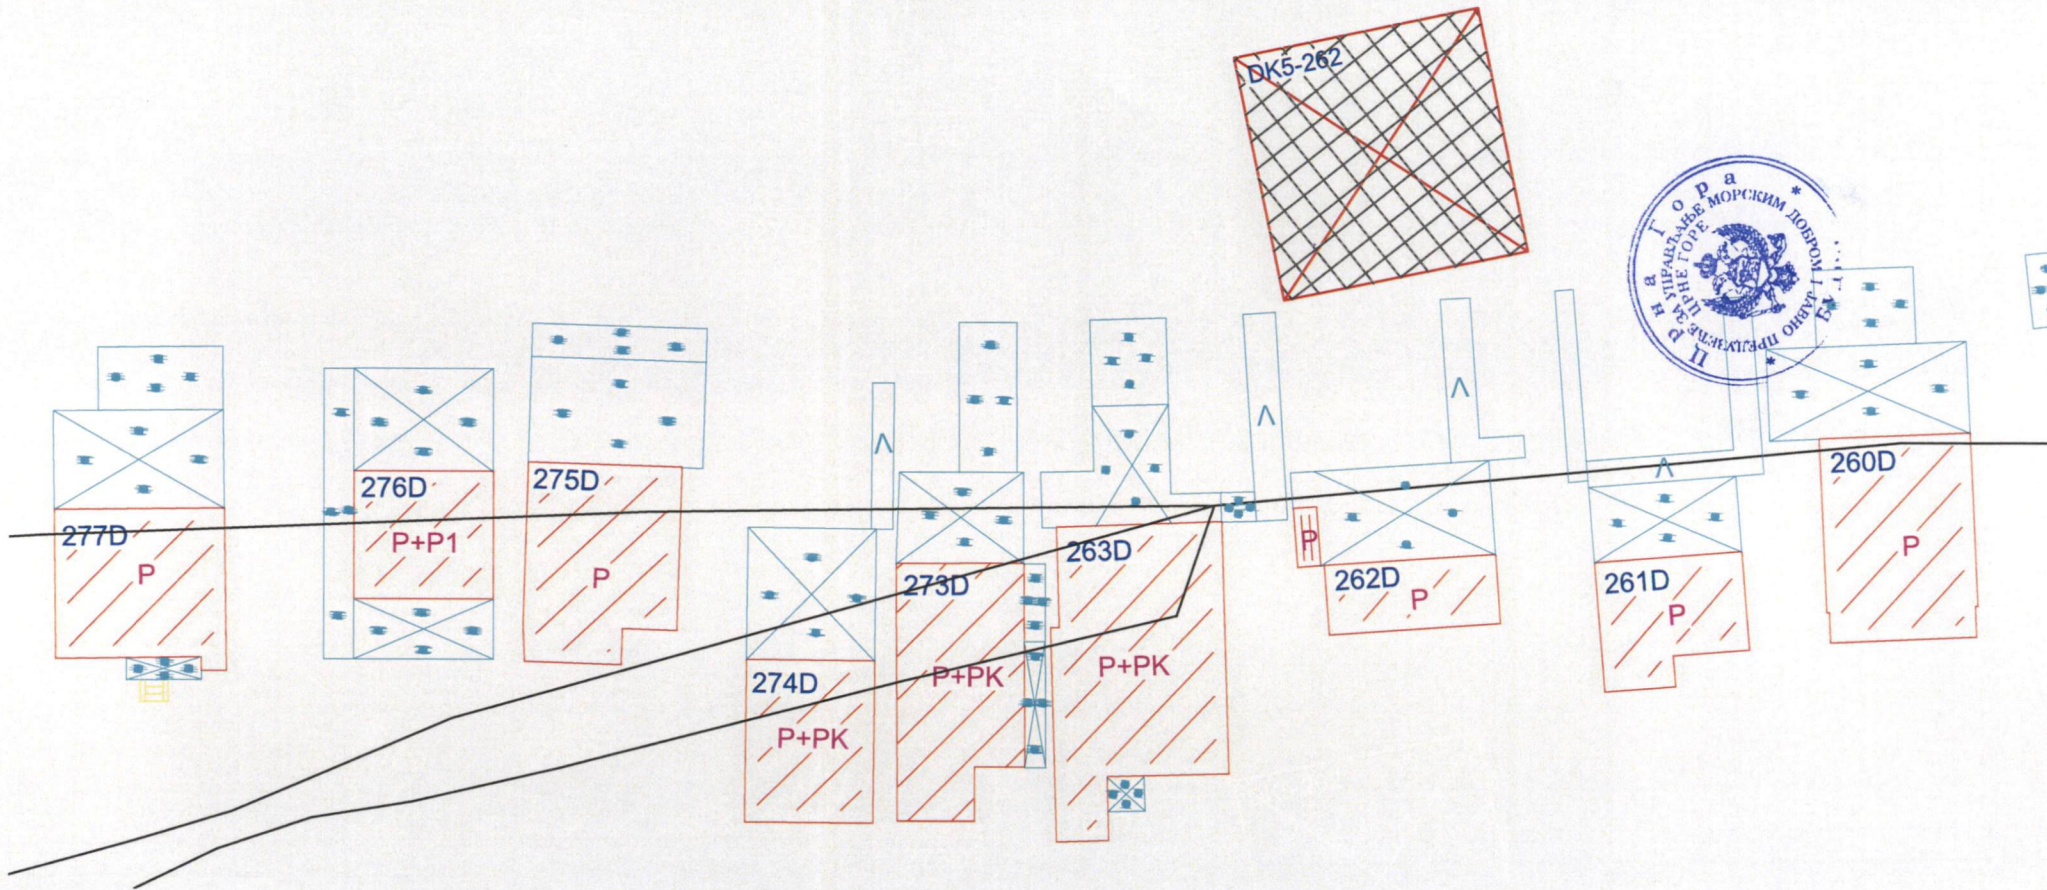 DK5-262
Црна Гора
ЈАВНО ПРЕДУЗЕЋЕ ЗА УПРАВЉАЊЕ МОРСКИМ ДОБРОМ
ЦРНЕ ГОРЕ
277D
P
276D
P+P1
275D
P
274D
P+PK
273D
P+PK
263D
P+PK
P
262D
P
261D
P
260D
P